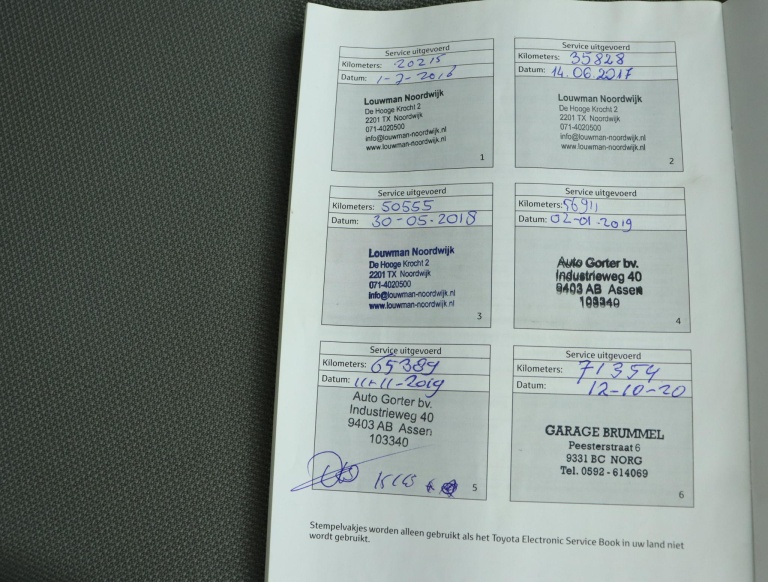 Service uitgevoerd
Kilometers: 20215
Datum: 1-7-2016
Louwman Noordwijk
De Hooge Krocht 2
2201 TX Noordwijk
071-4020500
info@louwman-noordwijk.nl
www.louwman-noordwijk.nl
1
Service uitgevoerd
Kilometers: 35828
Datum: 14.06 2017
Louwman Noordwijk
De Hooge Krocht 2
2201 TX Noordwijk
071-4020500
info@louwman-noordwijk.nl
www.louwman-noordwijk.nl
2
Service uitgevoerd
Kilometers: 50555
Datum: 30-05-2018
Louwman Noordwijk
De Hooge Krocht 2
2201 TX Noordwijk
071-4020500
info@louwman-noordwijk.nl
www.louwman-noordwijk.nl
3
Service uitgevoerd
Kilometers: 56911
Datum: 02-01-2019
Auto Gorter bv.
Industrieweg 40
9403 AB Assen
103340
4
Service uitgevoerd
Kilometers: 65389
Datum: 11-11-2019
Auto Gorter bv.
Industrieweg 40
9403 AB Assen
103340
5
Service uitgevoerd
Kilometers: 71354
Datum: 12-10-20
GARAGE BRUMMEL
Peesterstraat 6
9331 BC NORG
Tel. 0592 - 614069
6
Stempelvakjes worden alleen gebruikt als het Toyota Electronic Service Book in uw land niet
wordt gebruikt.